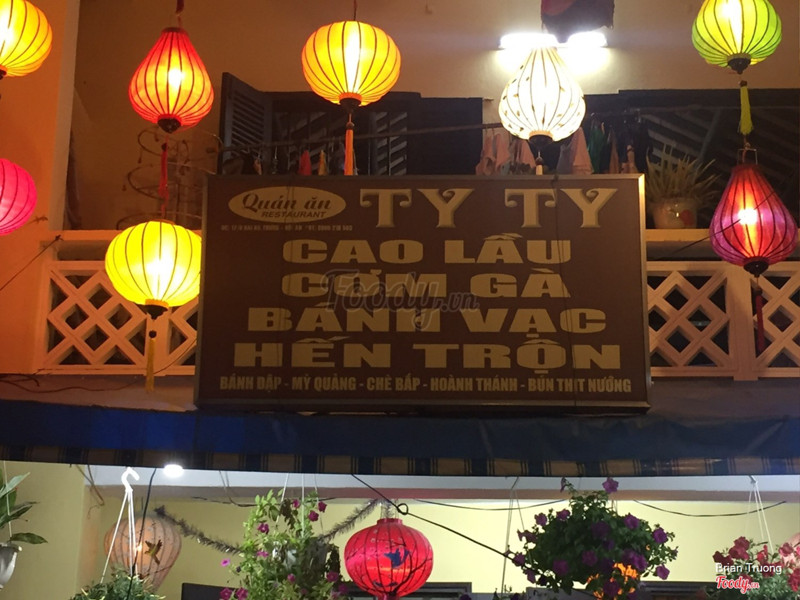 Quán ăn
RESTAURANT
TY TY
CAO LẦU
CƠM GÀ
BÁNH VẠC
HẾN TRỘN
BÁNH ĐẬP - MỲ QUẢNG - CHÈ BẮP - HOÀNH THÁNH - BÚN THỊT NƯỚNG
Foody.vn
Brian Truong
Foody.vn